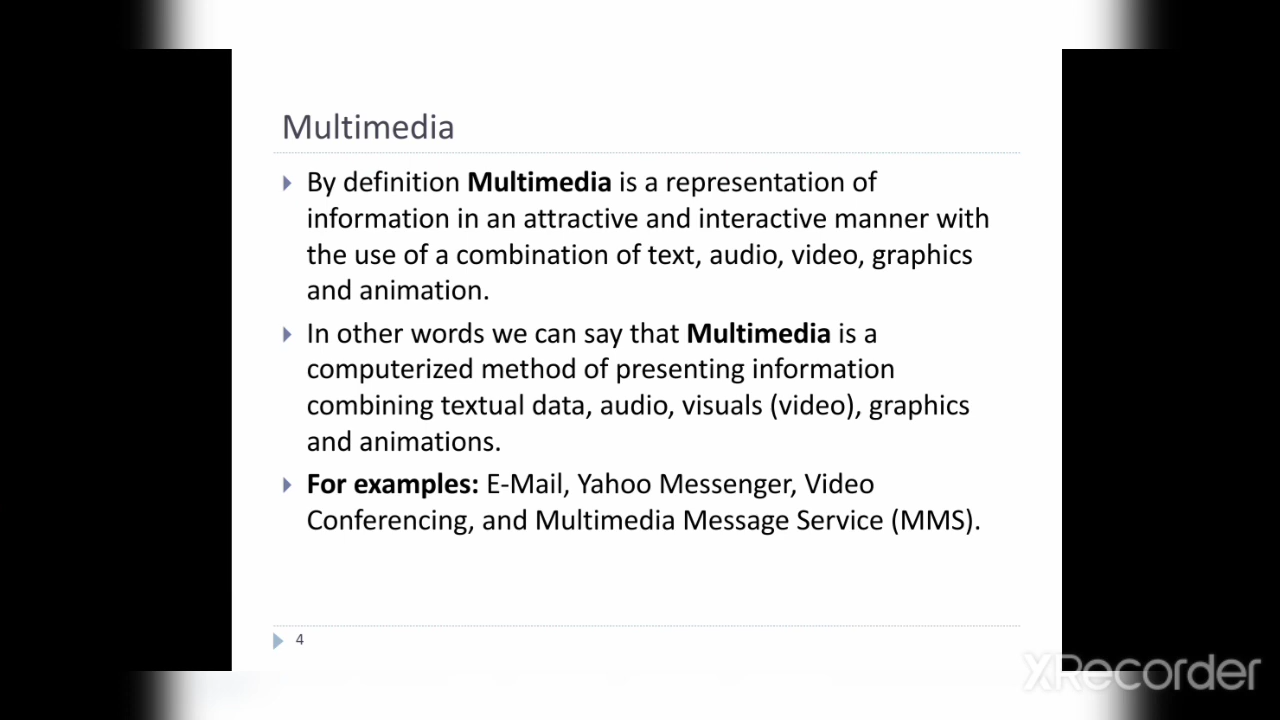 Multimedia
By definition Multimedia is a representation of
information in an attractive and interactive manner with
the use of a combination of text, audio, video, graphics
and animation.
In other words we can say that Multimedia is a
computerized method of presenting information
combining textual data, audio, visuals (video), graphics
and animations.
For examples: E-Mail, Yahoo Messenger, Video
Conferencing, and Multimedia Message Service (MMS).
4
XRecorder